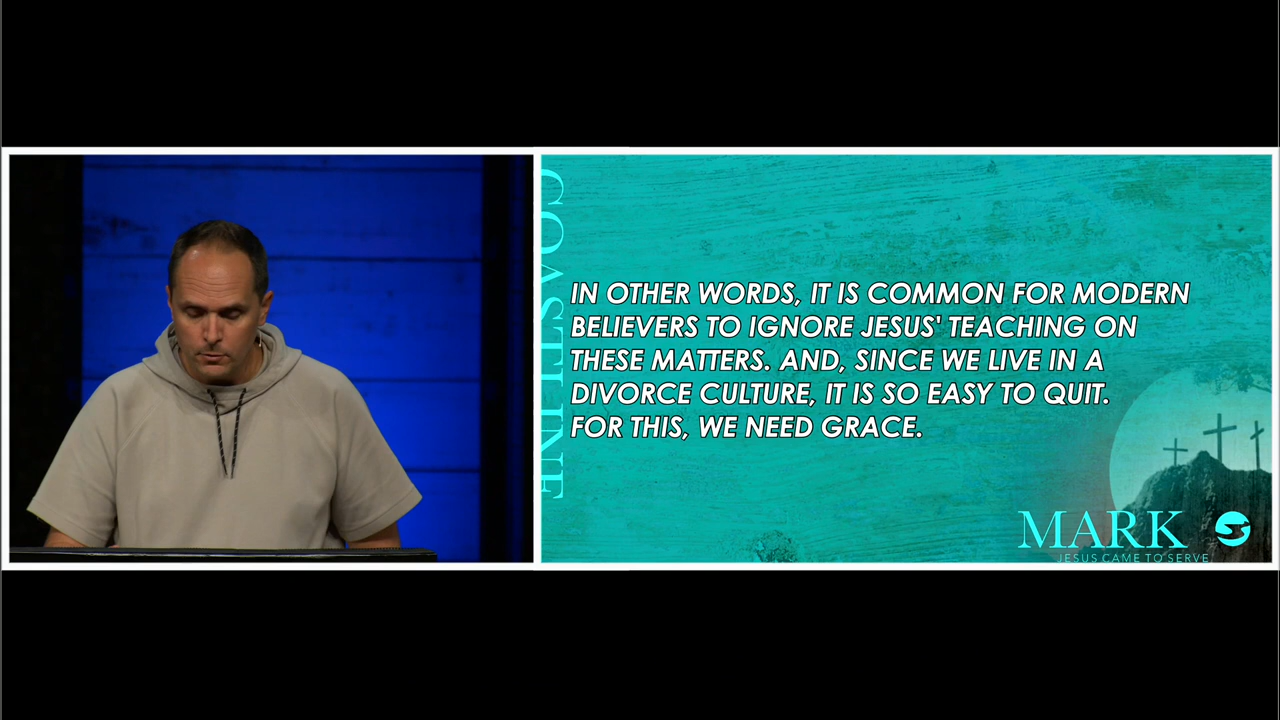 COASTLINE
IN OTHER WORDS, IT IS COMMON FOR MODERN
BELIEVERS TO IGNORE JESUS' TEACHING ON
THESE MATTERS. AND, SINCE WE LIVE IN A
DIVORCE CULTURE, IT IS SO EASY TO QUIT.
FOR THIS, WE NEED GRACE.
MARK
JESUS CAME TO SERVE